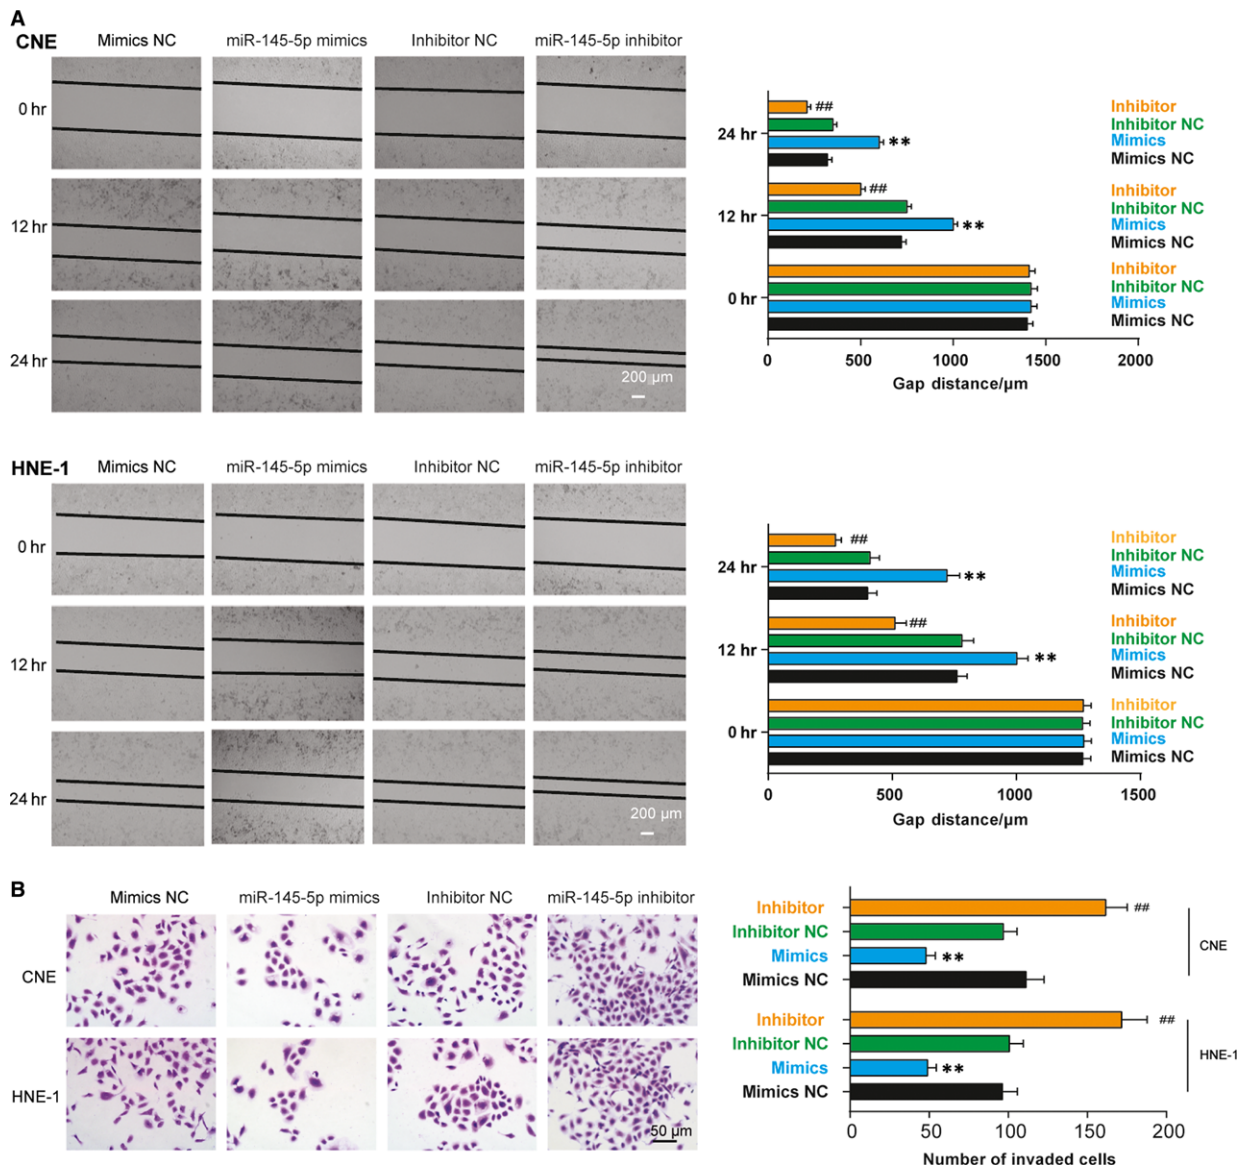 A
CNE
Mimics NC miR-145-5p mimics Inhibitor NC miR-145-5p inhibitor
0 hr
12 hr
24 hr
200 µm
24 hr
12 hr
0 hr
## 
**
##
**
Inhibitor
Inhibitor NC
Mimics
Mimics NC
Inhibitor
Inhibitor NC
Mimics
Mimics NC
Inhibitor
Inhibitor NC
Mimics
Mimics NC
0 500 1000 1500 2000
Gap distance/µm
HNE-1
Mimics NC miR-145-5p mimics Inhibitor NC miR-145-5p inhibitor
0 hr
12 hr
24 hr
200 µm
24 hr
12 hr
0 hr
##
**
##
**
Inhibitor
Inhibitor NC
Mimics
Mimics NC
Inhibitor
Inhibitor NC
Mimics
Mimics NC
Inhibitor
Inhibitor NC
Mimics
Mimics NC
0 500 1000 1500
Gap distance/µm
B
Mimics NC miR-145-5p mimics Inhibitor NC miR-145-5p inhibitor
CNE
HNE-1
50 µm
Inhibitor ##
Inhibitor NC
Mimics **
Mimics NC
CNE
Inhibitor ##
Inhibitor NC
Mimics **
Mimics NC
HNE-1
0 50 100 150 200
Number of invaded cells